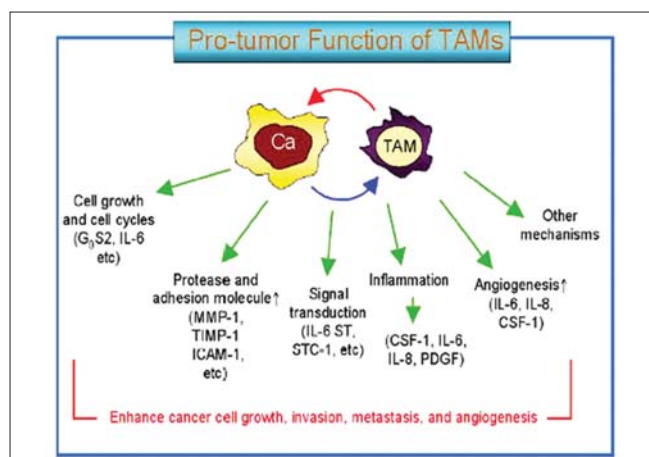 Pro-tumor Function of TAMs
Ca
TAM
Cell growth
and cell cycles
(G0S2, IL-6
etc)
Protease and
adhesion molecule↑
(MMP-1,
TIMP-1
ICAM-1,
etc)
Signal
transduction
(IL-6 ST,
STC-1, etc)
Inflammation
(CSF-1, IL-6,
IL-8, PDGF)
Angiogenesis↑
(IL-6, IL-8,
CSF-1)
Other
mechanisms
Enhance cancer cell growth, invasion, metastasis, and angiogenesis